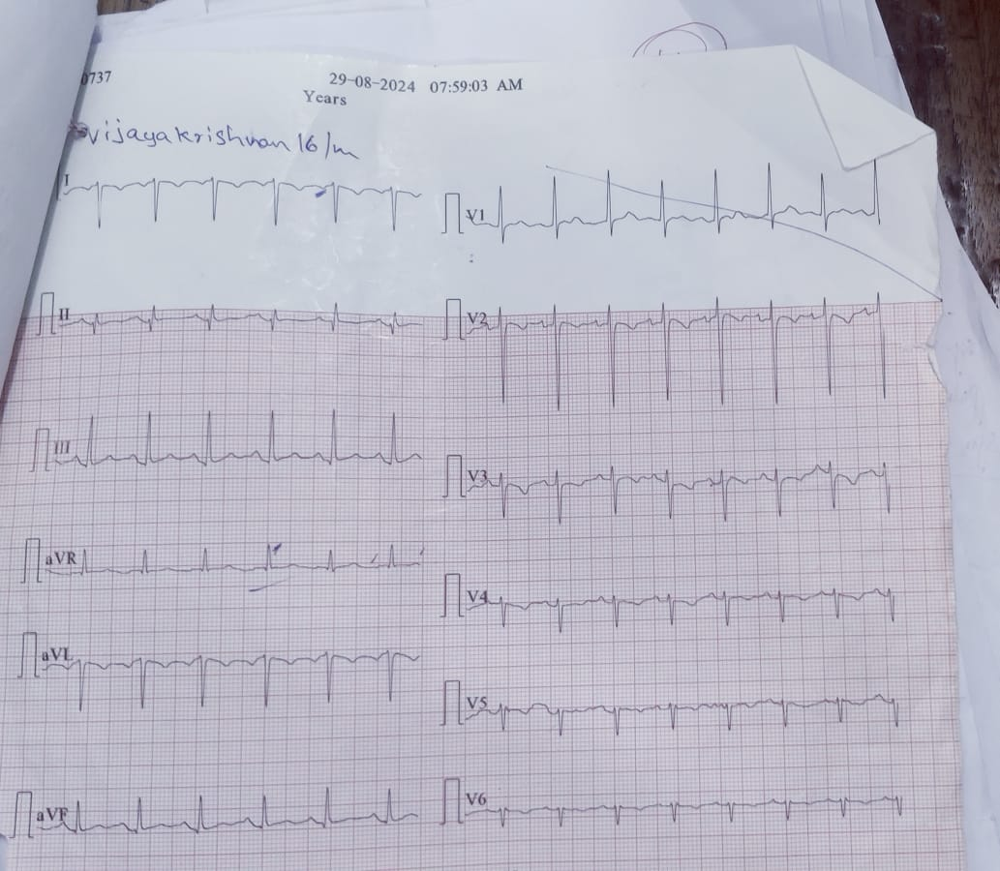 0737
29-08-2024 07:59:03 AM
Years
vijayakrishnan 16/m
I
V1
II
V2
III
V3
aVR
V4
aVL
V5
aVF
V6